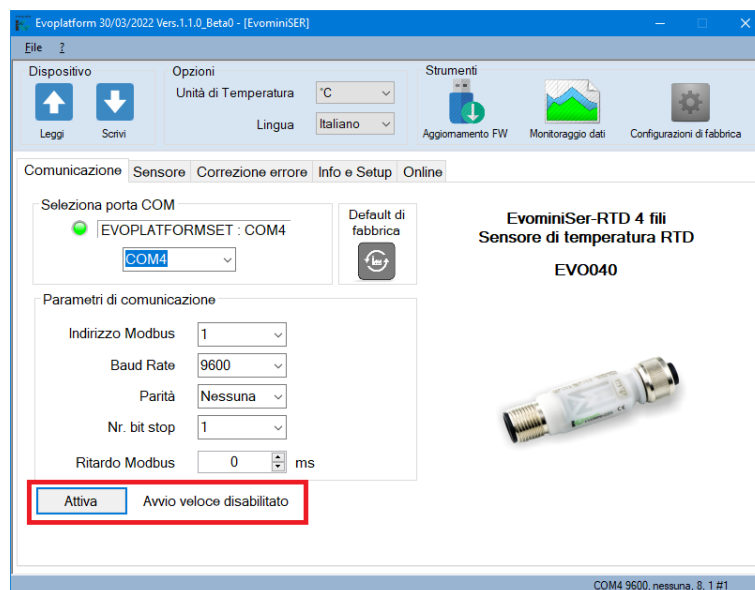 Evoplatform 30/03/2022 Vers.1.1.0_Beta0 - [EvominiSER]
File ?
Dispositivo
Leggi
Scrivi
Opzioni
Unità di Temperatura °C
Lingua Italiano
Strumenti
Aggiornamento FW
Monitoraggio dati
Configurazioni di fabbrica
Comunicazione Sensore Correzione errore Info e Setup Online
Seleziona porta COM
EVOPLATFORMSET : COM4
COM4
Default di
fabbrica
Parametri di comunicazione
Indirizzo Modbus 1
Baud Rate 9600
Parità Nessuna
Nr. bit stop 1
Ritardo Modbus 0 ms
Attiva Avvio veloce disabilitato
EvominiSer-RTD 4 fili
Sensore di temperatura RTD
EVO040
COM4 9600, nessuna, 8, 1 #1